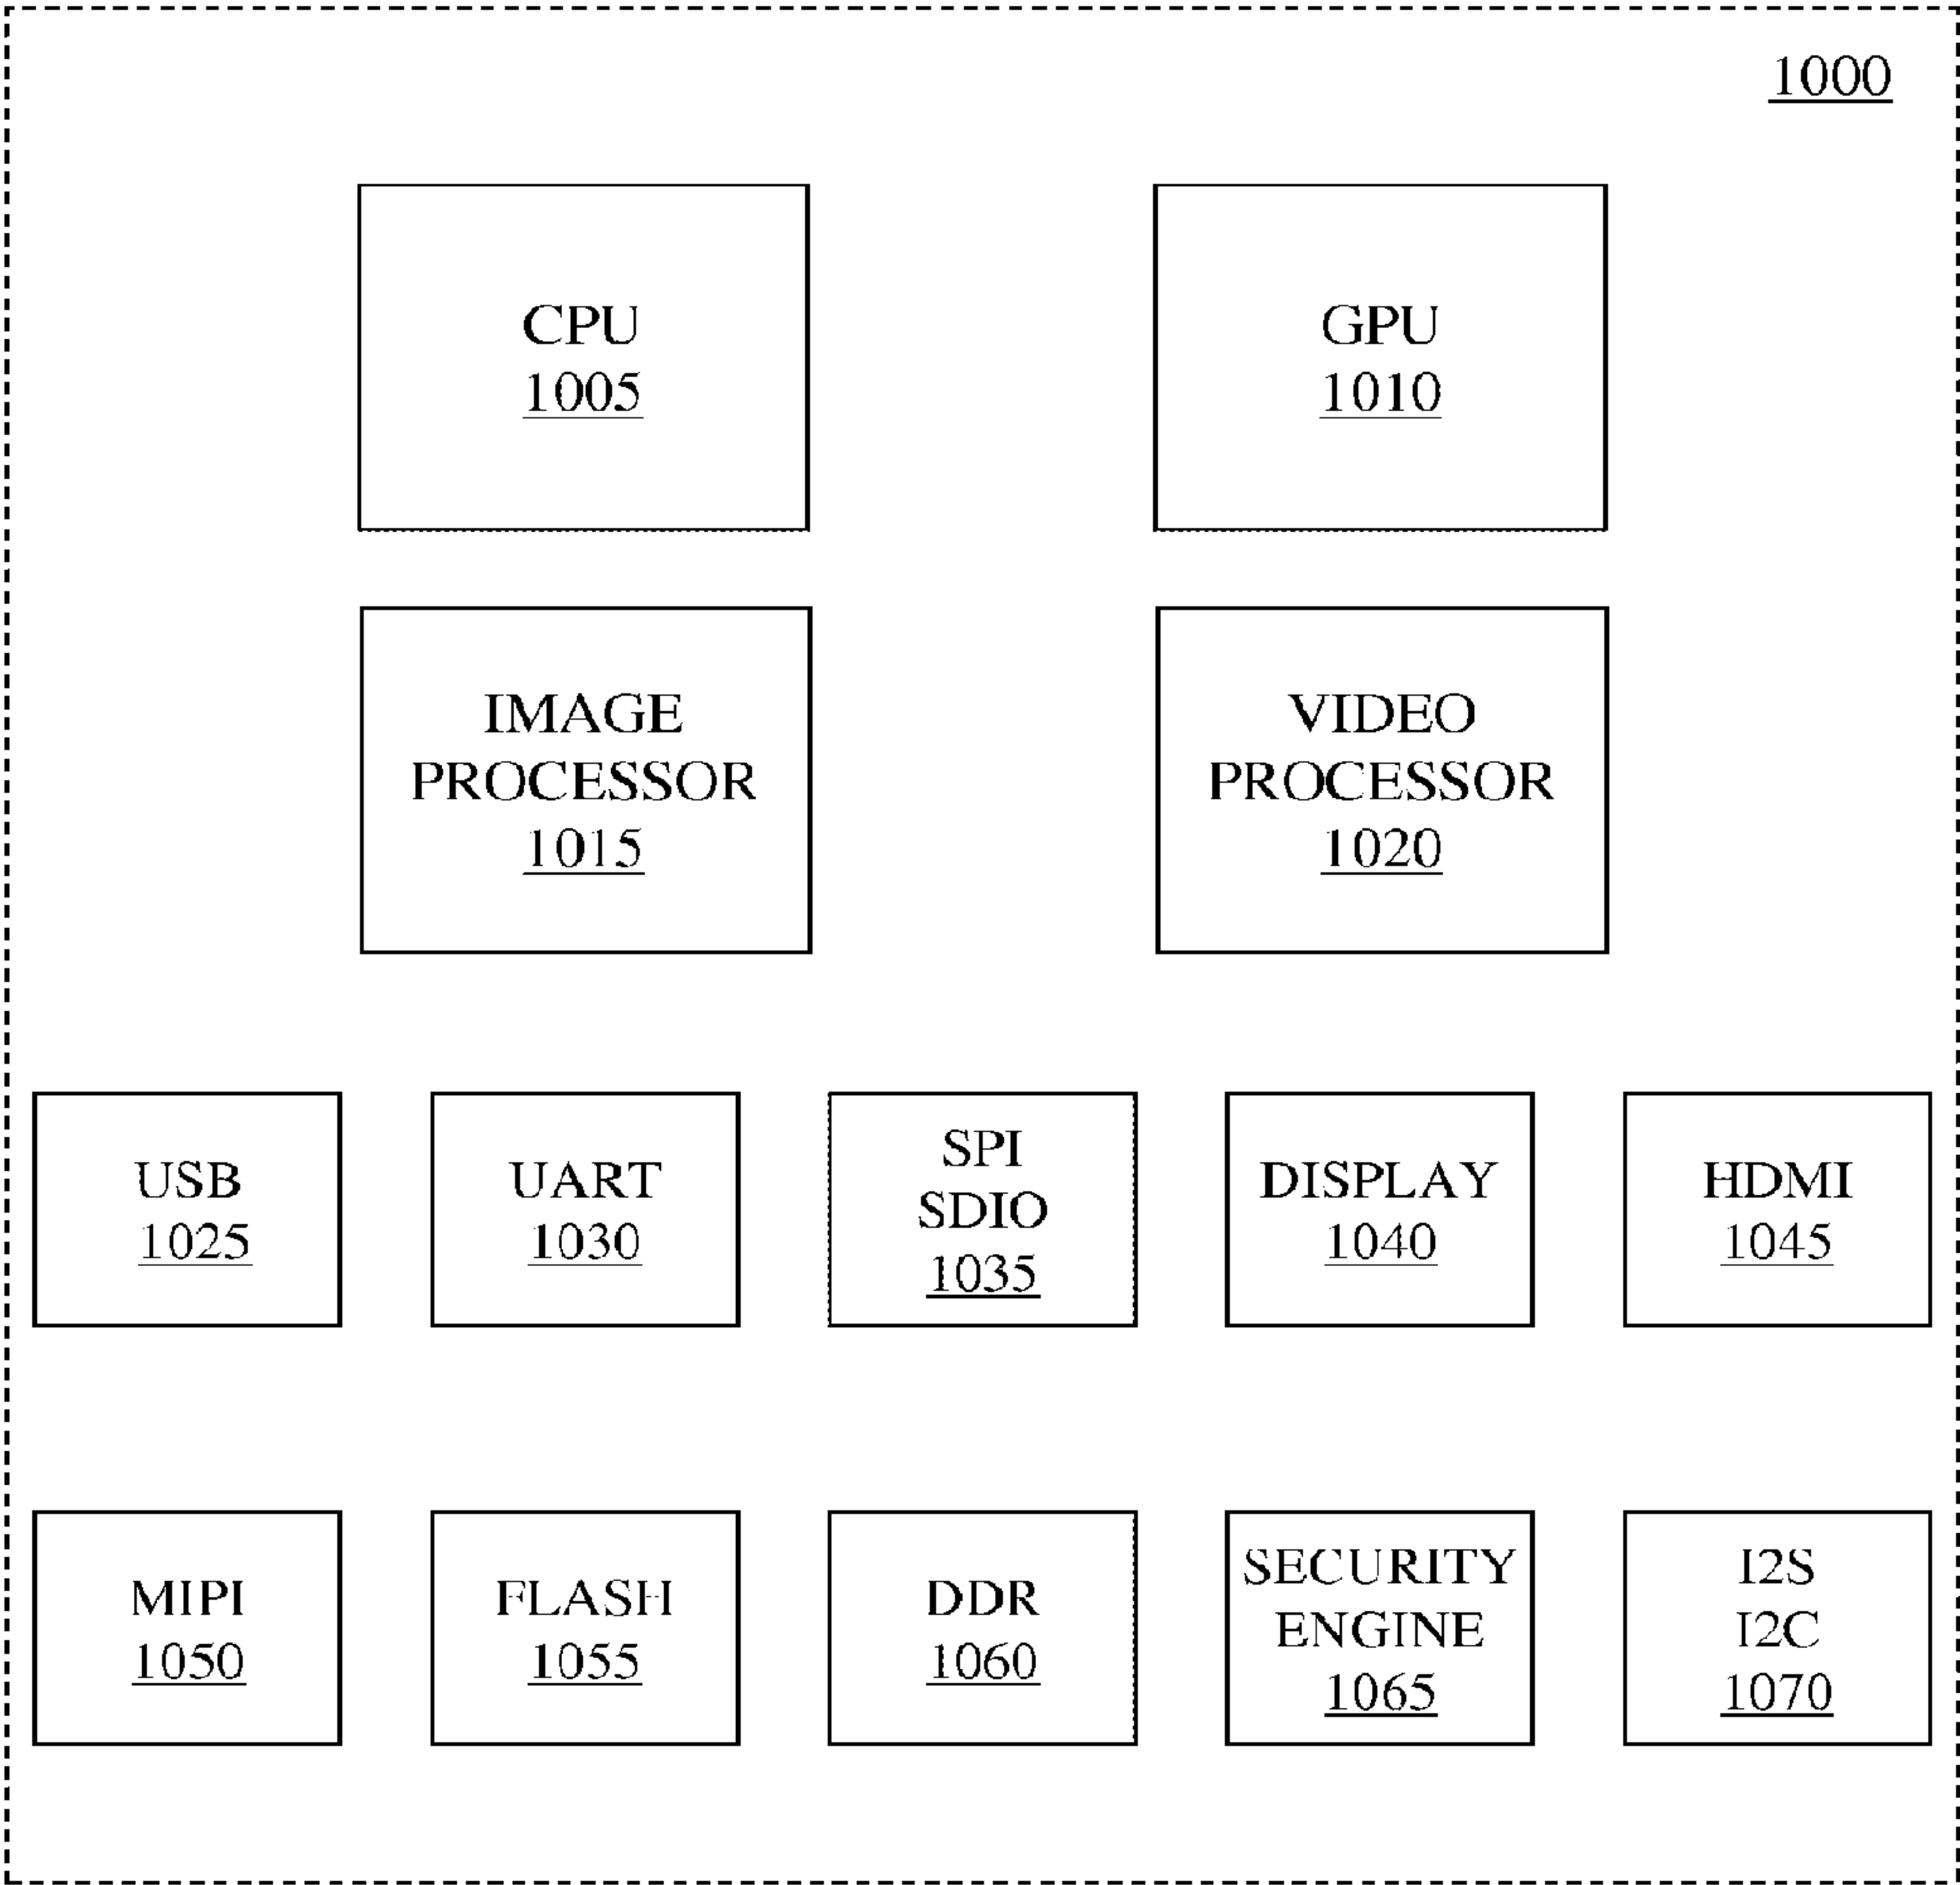 1000
CPU
1005
GPU
1010
IMAGE
PROCESSOR
1015
VIDEO
PROCESSOR
1020
USB
1025
UART
1030
SPI
SDIO
1035
DISPLAY
1040
HDMI
1045
MIPI
1050
FLASH
1055
DDR
1060
SECURITY
ENGINE
1065
I2S
I2C
1070